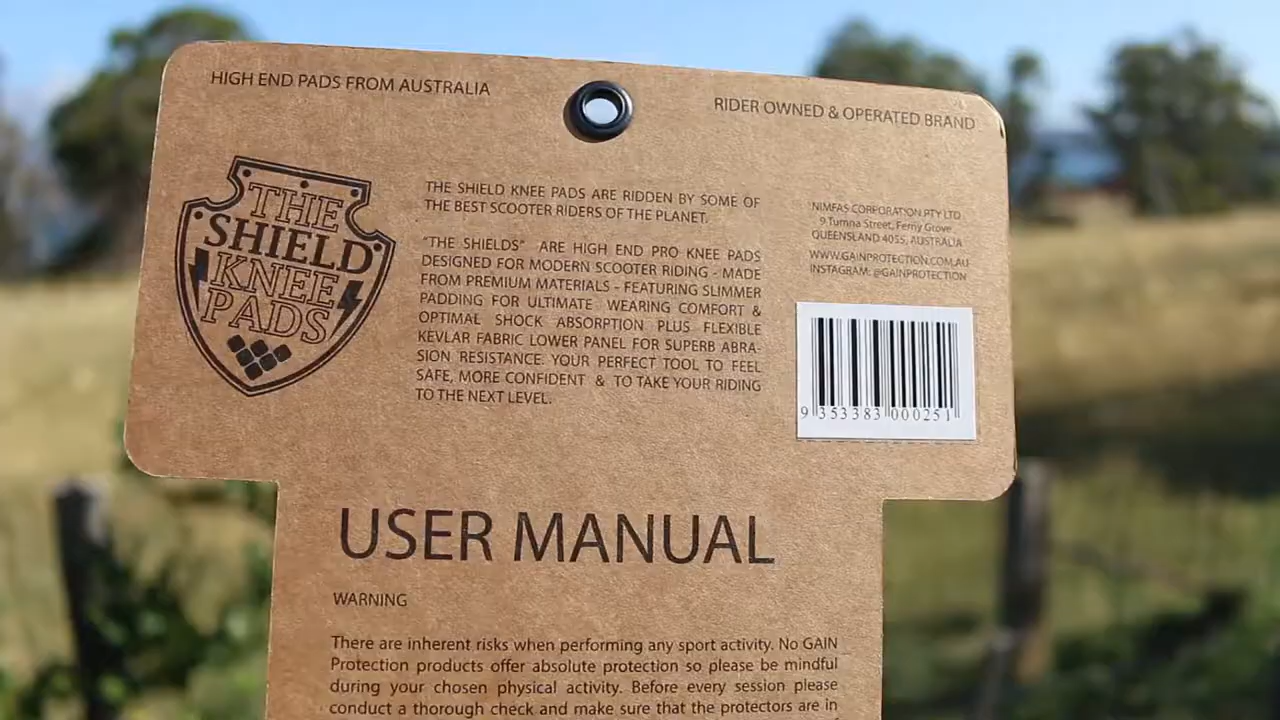 HIGH END PADS FROM AUSTRALIA
RIDER OWNED & OPERATED BRAND
THE
SHIELD
KNEE
PADS
THE SHIELD KNEE PADS ARE RIDDEN BY SOME OF
THE BEST SCOOTER RIDERS OF THE PLANET.
"THE SHIELDS" ARE HIGH END PRO KNEE PADS
DESIGNED FOR MODERN SCOOTER RIDING - MADE
FROM PREMIUM MATERIALS - FEATURING SLIMMER
PADDING FOR ULTIMATE WEARING COMFORT &
OPTIMAL SHOCK ABSORPTION PLUS FLEXIBLE
KEVLAR FABRIC LOWER PANEL FOR SUPERB ABRA-
SION RESISTANCE. YOUR PERFECT TOOL TO FEEL
SAFE, MORE CONFIDENT & TO TAKE YOUR RIDING
TO THE NEXT LEVEL.
NIMFAS CORPORATION PTY LTD
9 Tumna Street, Ferny Grove
QUEENSLAND 4055, AUSTRALIA
WWW.GAINPROTECTION.COM.AU
INSTAGRAM: @GAINPROTECTION
9 353383 000251
USER MANUAL
WARNING
There are inherent risks when performing any sport activity. No GAIN
Protection products offer absolute protection so please be mindful
during your chosen physical activity. Before every session please
conduct a thorough check and make sure that the protectors are in